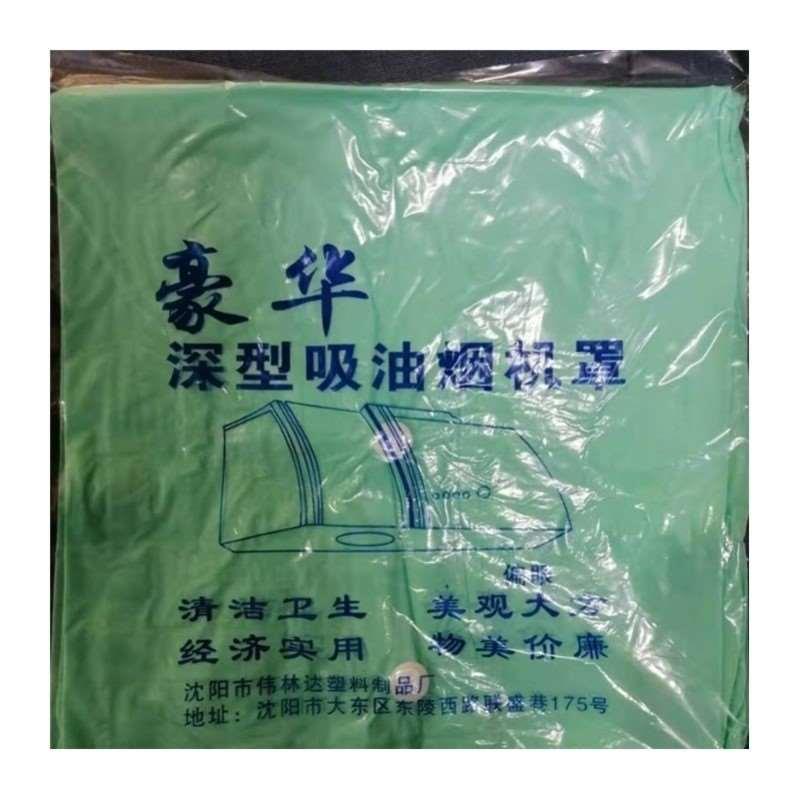 豪华
深型吸油烟机罩
偏眼
清洁卫生 美观大方
经济实用 物美价廉
沈阳市伟林达塑料制品厂
地址：沈阳市大东区东陵西路联盛巷175号